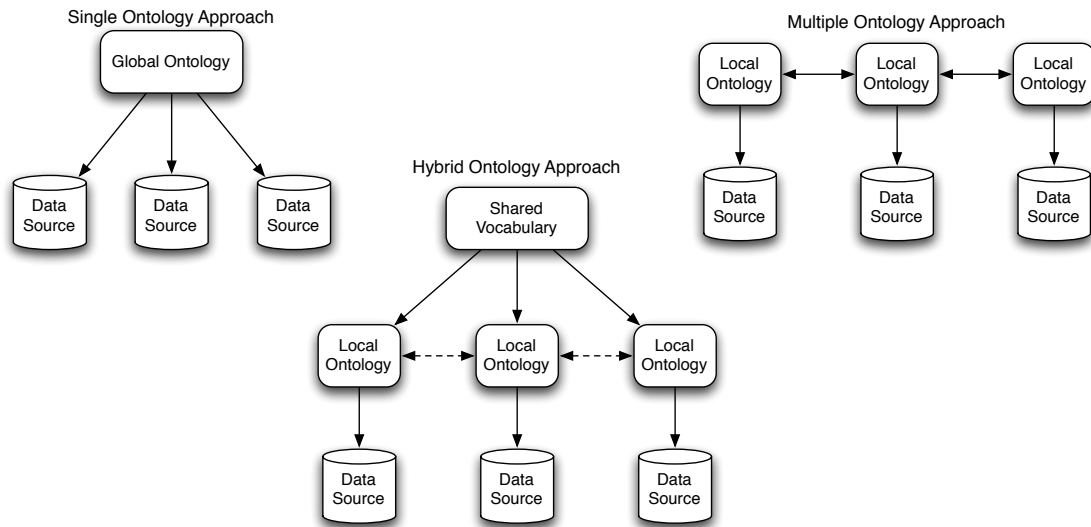 Single Ontology Approach
Global Ontology
Data
Source
Data
Source
Data
Source
Multiple Ontology Approach
Local
Ontology
Local
Ontology
Local
Ontology
Data
Source
Data
Source
Data
Source
Hybrid Ontology Approach
Shared
Vocabulary
Local
Ontology
Local
Ontology
Local
Ontology
Data
Source
Data
Source
Data
Source